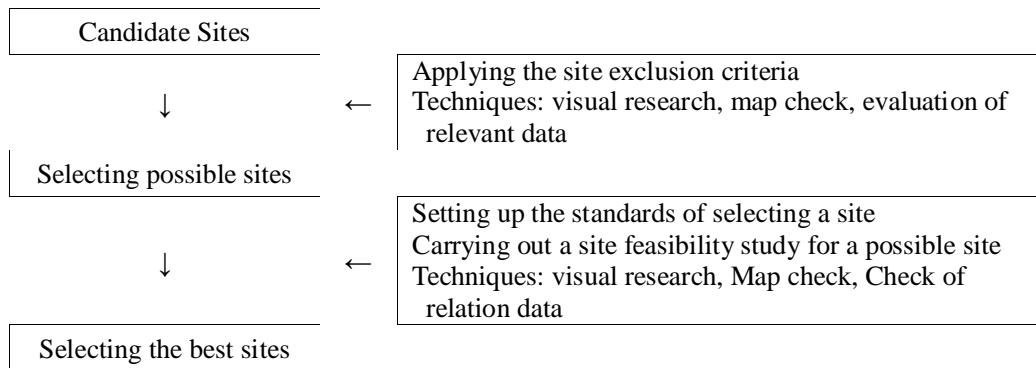 Candidate Sites
↓
←
Applying the site exclusion criteria
Techniques: visual research, map check, evaluation of
relevant data
Selecting possible sites
↓
←
Setting up the standards of selecting a site
Carrying out a site feasibility study for a possible site
Techniques: visual research, Map check, Check of
relation data
Selecting the best sites